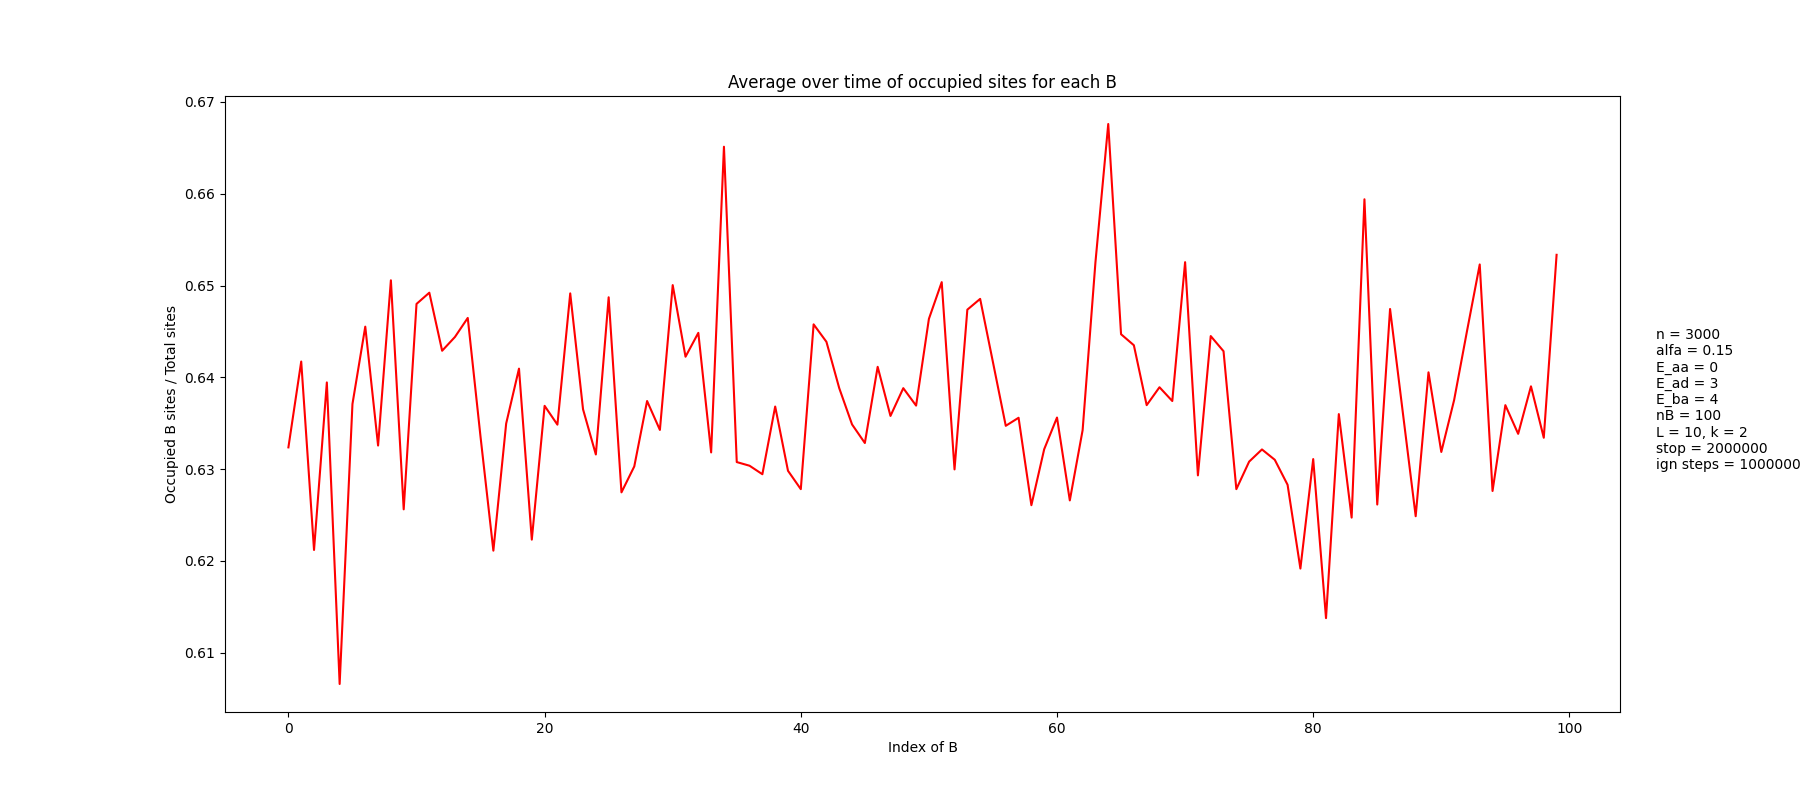 Average over time of occupied sites for each B
0.67
0.66
0.65
0.64
0.63
0.62
0.61
Occupied B sites / Total sites
0
20
40
60
80
100
Index of B
n = 3000
alfa = 0.15
E_aa = 0
E_ad = 3
E_ba = 4
nB = 100
L = 10, k = 2
stop = 2000000
ign steps = 1000000